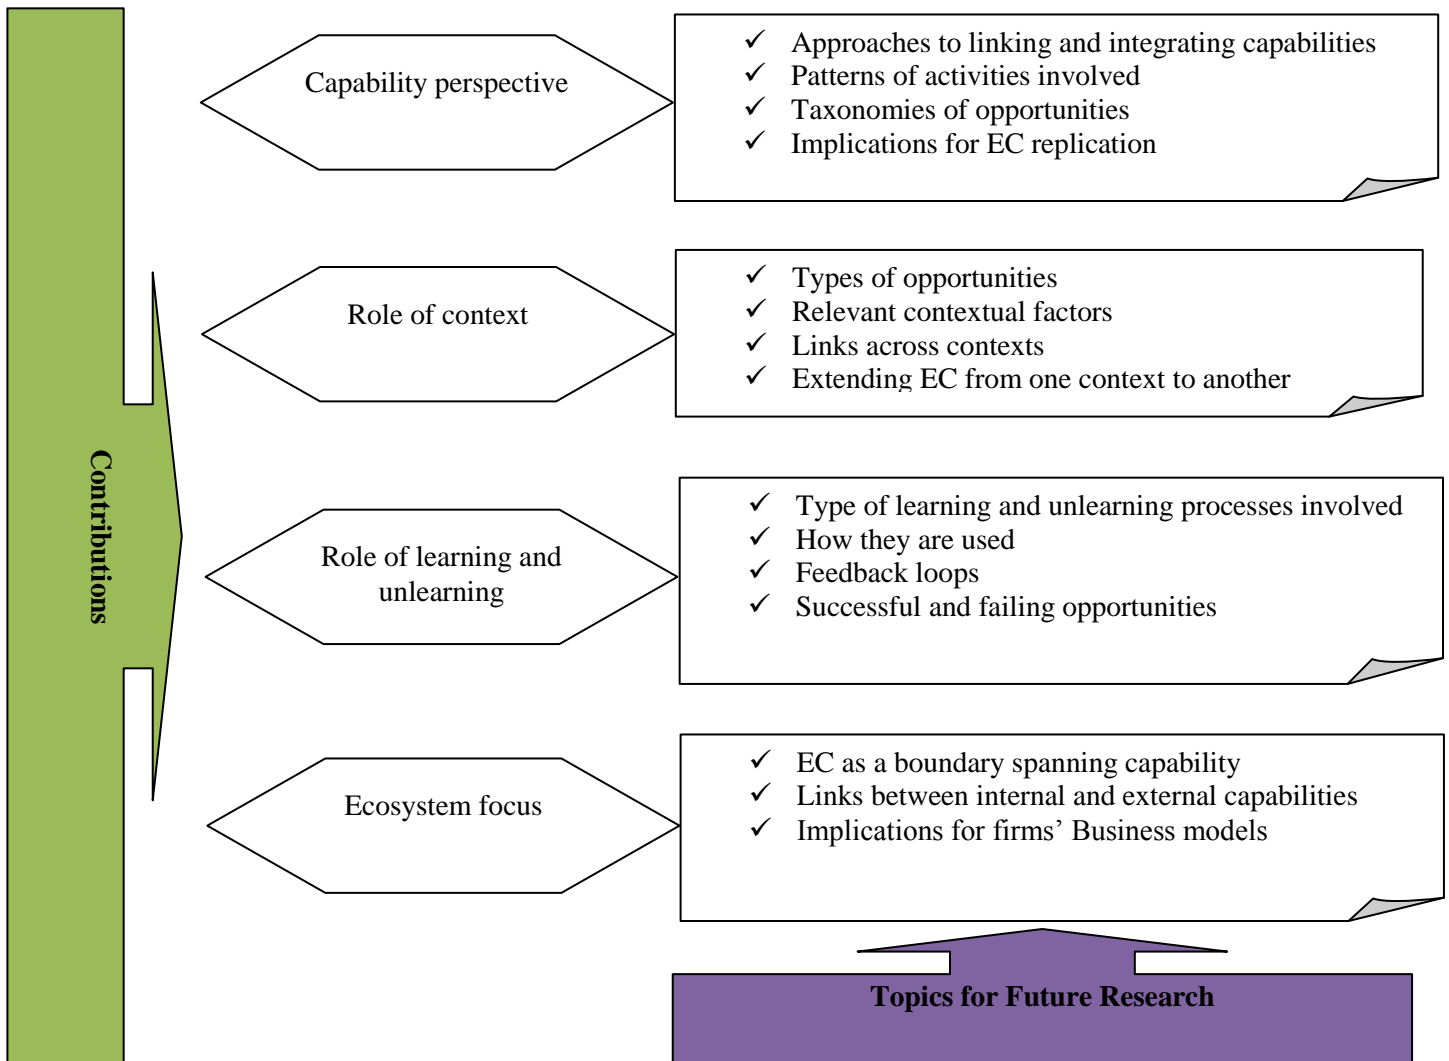 Capability perspective
✓ Approaches to linking and integrating capabilities
✓ Patterns of activities involved
✓ Taxonomies of opportunities
✓ Implications for EC replication
Role of context
✓ Types of opportunities
✓ Relevant contextual factors
✓ Links across contexts
✓ Extending EC from one context to another
Contributions
Role of learning and
unlearning
✓ Type of learning and unlearning processes involved
✓ How they are used
✓ Feedback loops
✓ Successful and failing opportunities
Ecosystem focus
✓ EC as a boundary spanning capability
✓ Links between internal and external capabilities
✓ Implications for firms’ Business models
Topics for Future Research